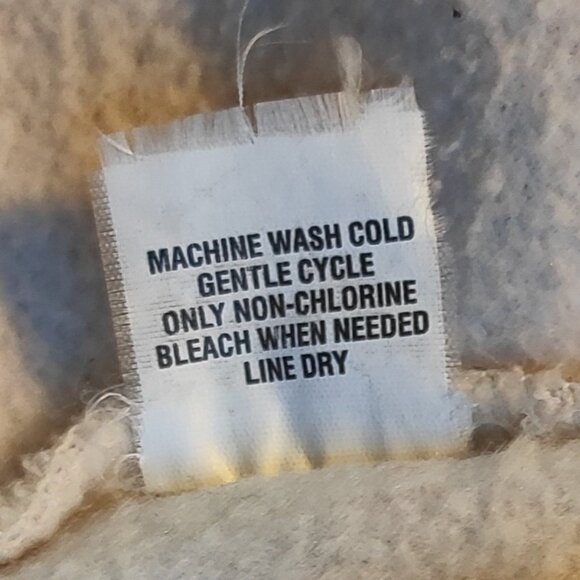 MACHINE WASH COLD
GENTLE CYCLE
ONLY NON-CHLORINE
BLEACH WHEN NEEDED
LINE DRY